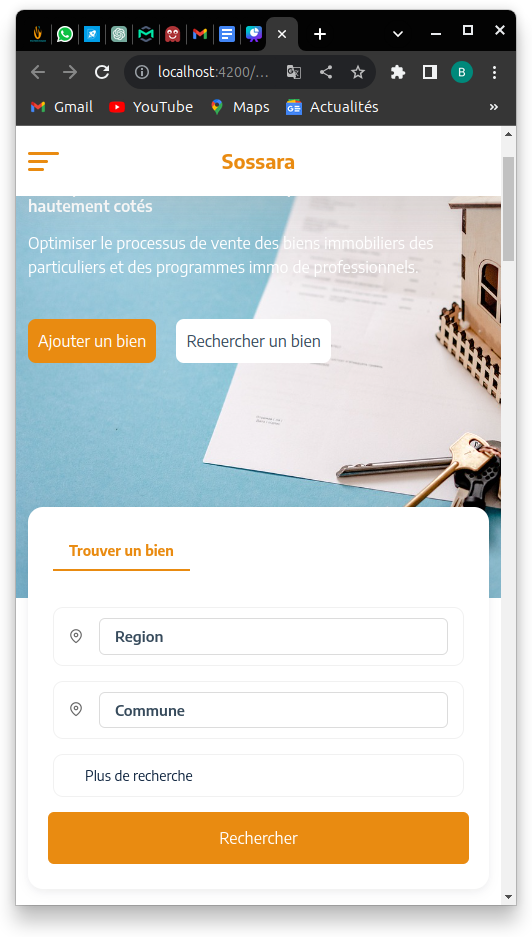 localhost:4200/...
B
Gmail
YouTube
Maps
Actualités
»
Sossara
hautement cotés
Optimiser le processus de vente des biens immobiliers des
particuliers et des programmes immo de professionnels.
Ajouter un bien
Rechercher un bien
Trouver un bien
Region
Commune
Plus de recherche
Rechercher